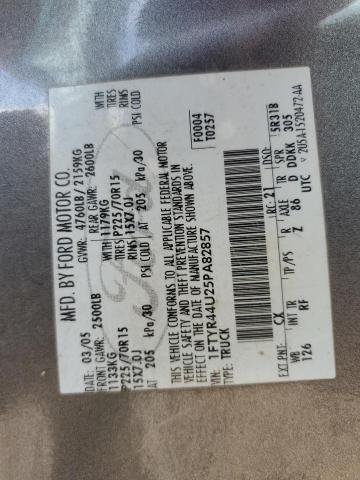 MFD. BY FORD MOTOR CO.
DATE: 03/05 GVWR: 4760LB / 2159KG
FRONT GAWR: 2500LB REAR GAWR: 2600LB
1133KG WITH 1179KG WITH
P225/70R15 TIRES P225/70R15 TIRES
15X7.0J RIMS 15X7.0J RIMS
AT 205 kPa/30 PSI COLD AT 205 kPa/30 PSI COLD
THIS VEHICLE CONFORMS TO ALL APPLICABLE FEDERAL MOTOR
VEHICLE SAFETY AND THEFT PREVENTION STANDARDS IN
EFFECT ON THE DATE OF MANUFACTURE SHOWN ABOVE.
VIN: 1FTYR44U25PA82857 F0004
TYPE: TRUCK T0257
EXT PNT: CX RC: 21 DSO:
WB INT TR TP/PS R AXLE TR SPR 5R31B
126 RF Z 86 D DDRK 305
UTC V 2U5A-1520472-AA